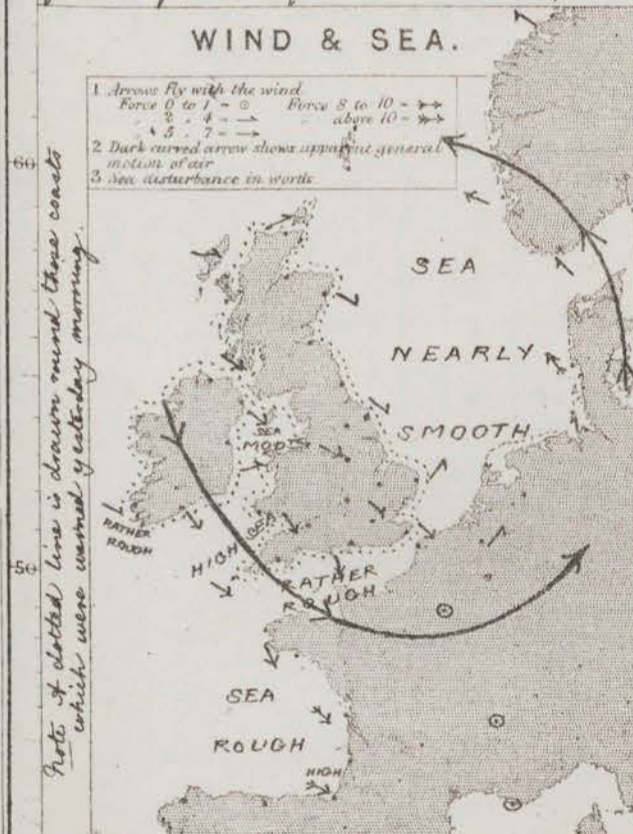 WIND & SEA.
1 Arrows Fly with the wind
Force 0 to 1 = ⊙ Force 8 to 10 =
" 2 " 4 = above 10 =
" 5 " 7 =
2 Dark curved arrow shows apparent general
motion of air
3 Sea disturbance in words
60
50
Note A dotted line is drawn round those coasts
which were warned yesterday morning.
SEA
NEARLY
SMOOTH
SEA
MOOTH
RATHER
ROUGH
HIGH SEA
RATHER
ROUGH
SEA
ROUGH
HIGH